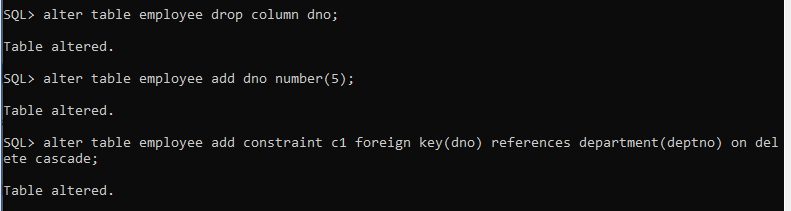 SQL> alter table employee drop column dno;
Table altered.
SQL> alter table employee add dno number(5);
Table altered.
SQL> alter table employee add constraint c1 foreign key(dno) references department(deptno) on del
ete cascade;
Table altered.